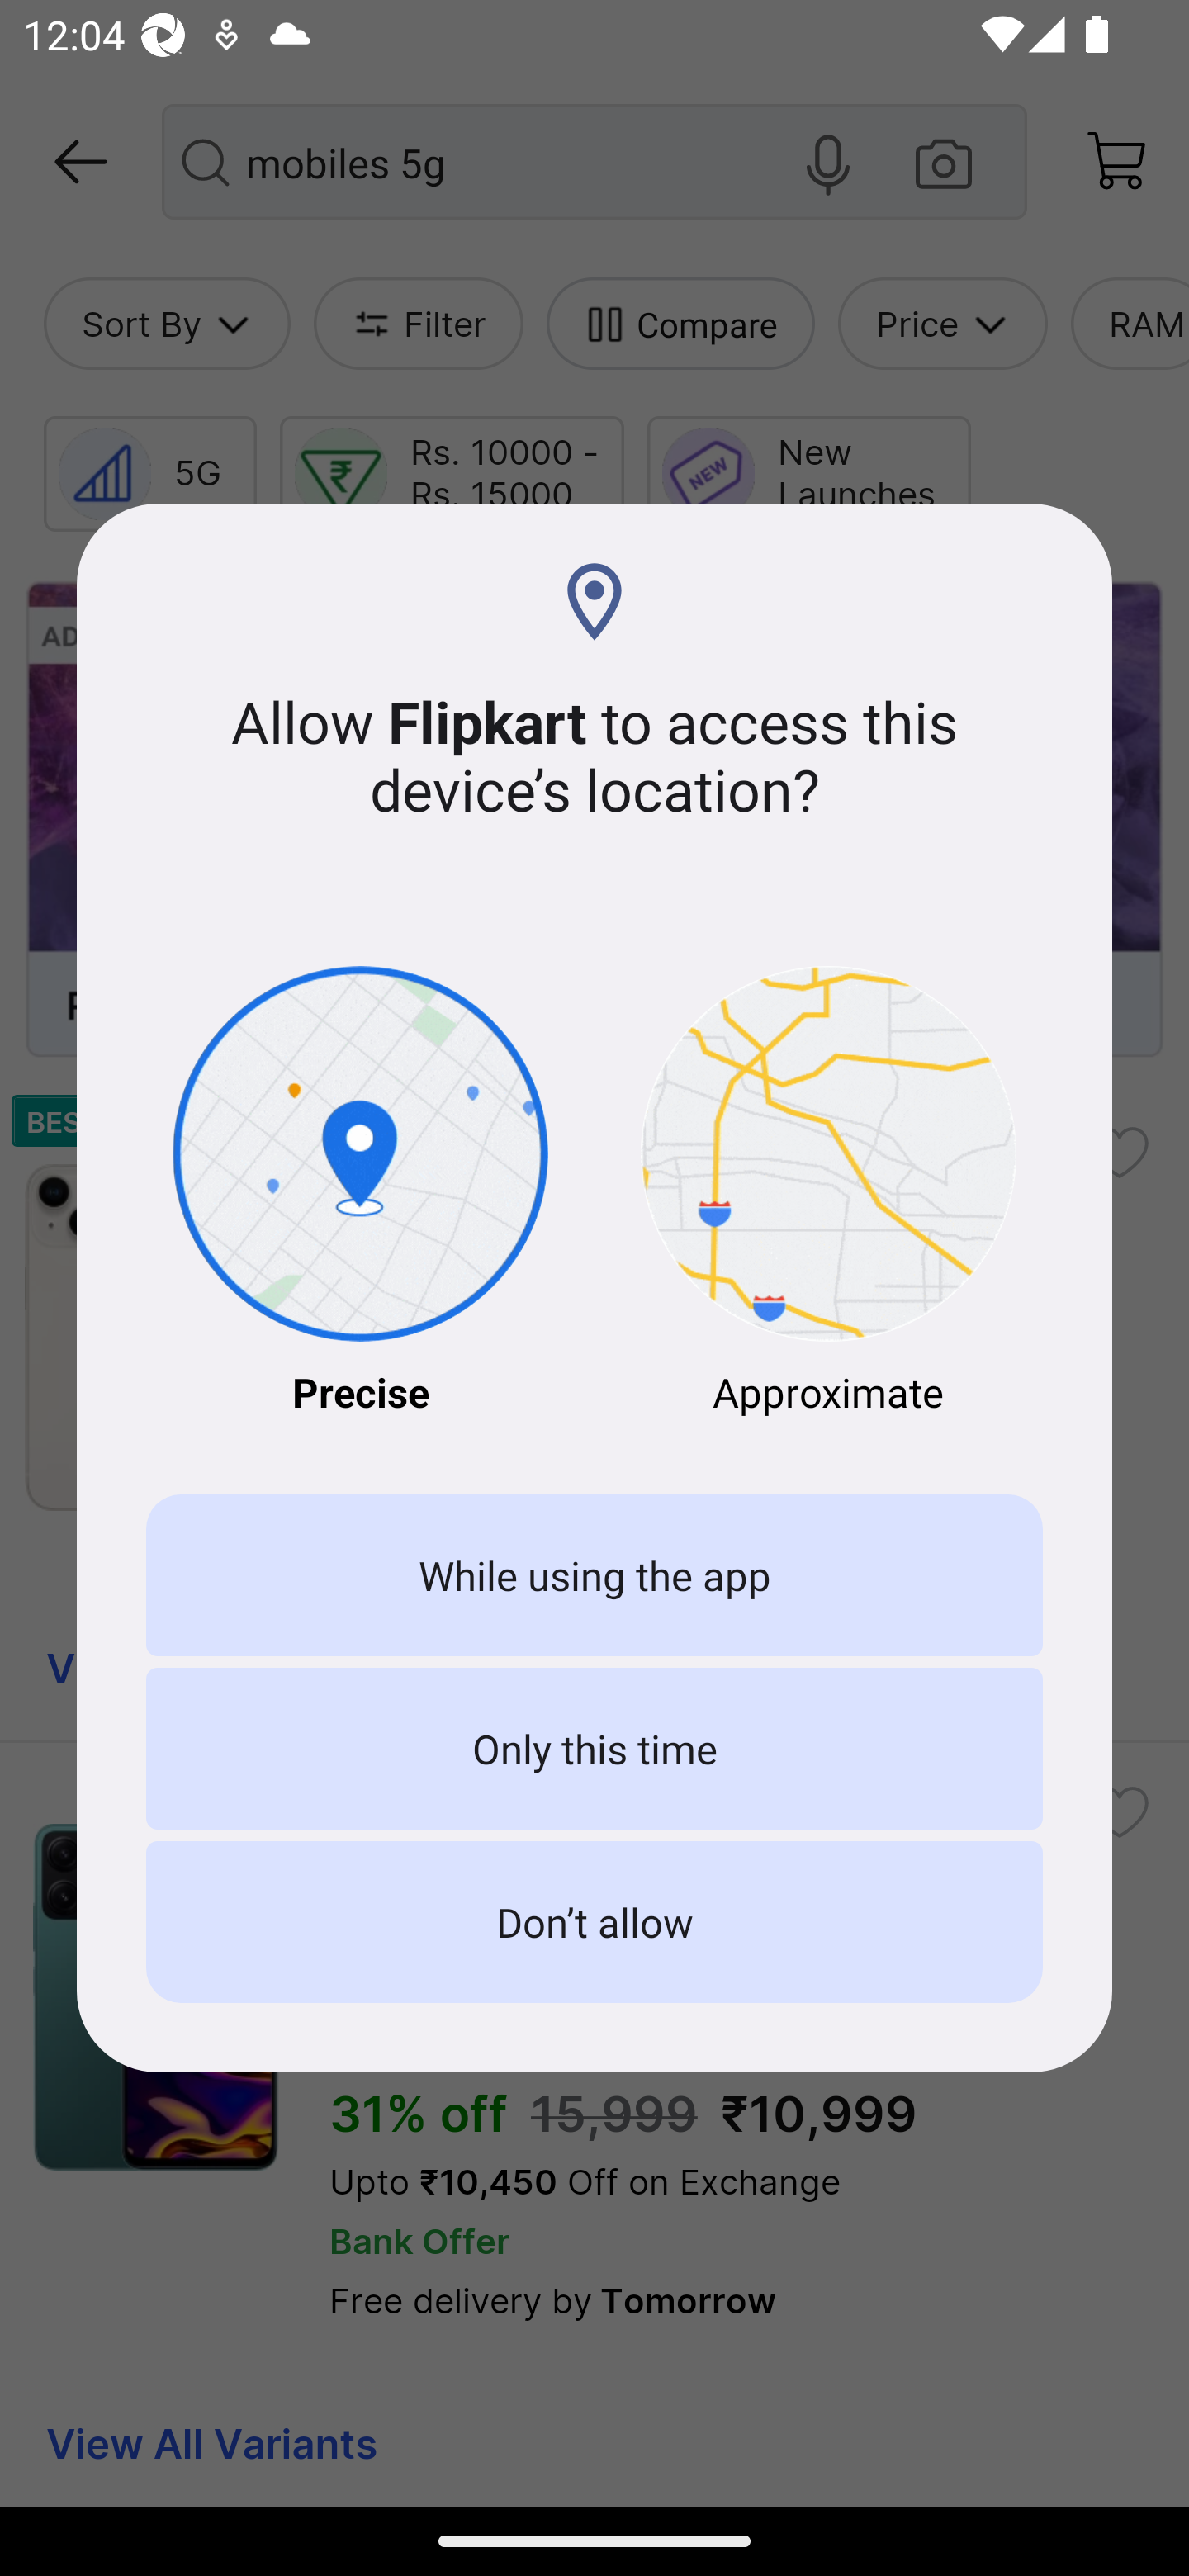 12:04
mobiles 5g
Sort By
Filter
Compare
Price
RAM
5G
Rs. 10000 -
Rs. 15000
NEW
New
Launches
AD
Allow Flipkart to access this
device’s location?
BES
Precise
Approximate
While using the app
V
Only this time
Don’t allow
31% off 15,999 ₹10,999
Upto ₹10,450 Off on Exchange
Bank Offer
Free delivery by Tomorrow
View All Variants